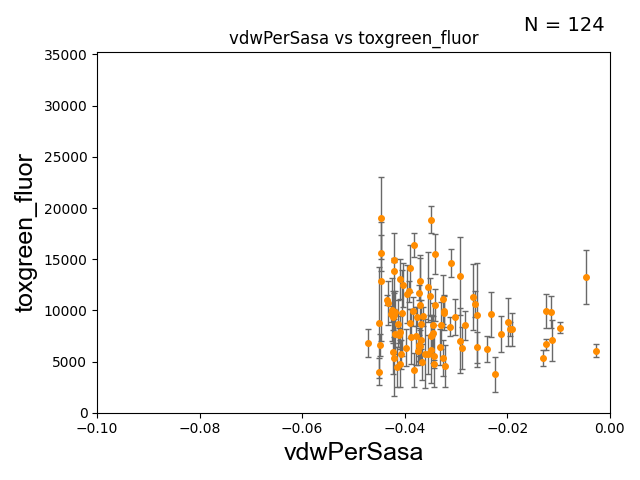 N = 124
vdwPerSasa vs toxgreen_fluor
35000
30000
25000
20000
15000
10000
5000
0
toxgreen_fluor
−0.10 −0.08 −0.06 −0.04 −0.02 0.00
vdwPerSasa